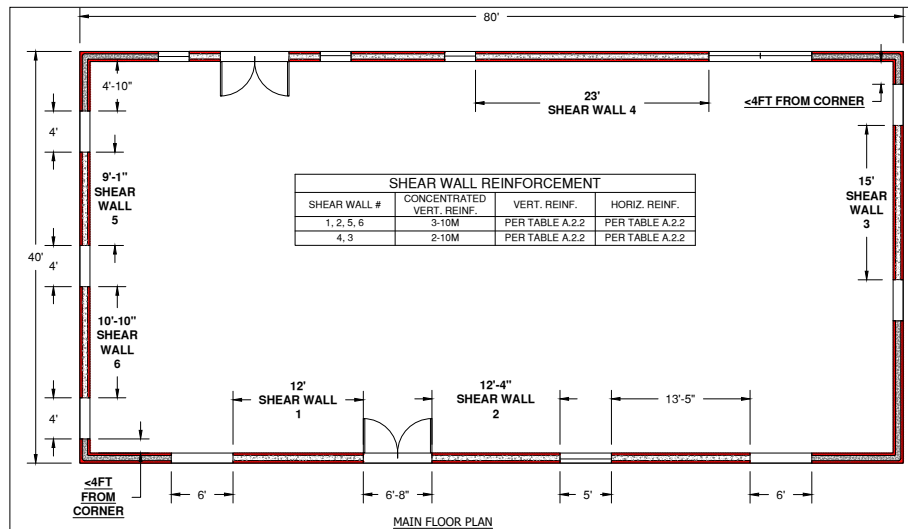 80'
4'-10"
23'
SHEAR WALL 4
<4FT FROM CORNER
4'
9'-1"
SHEAR
WALL
5
15'
SHEAR
WALL
3
SHEAR WALL REINFORCEMENT
SHEAR WALL # CONCENTRATED VERT. REINF. VERT. REINF. HORIZ. REINF.
1, 2, 5, 6 3-10M PER TABLE A.2.2 PER TABLE A.2.2
4, 3 2-10M PER TABLE A.2.2 PER TABLE A.2.2
40'
4'
10'-10"
SHEAR
WALL
6
12'
SHEAR WALL
1
12'-4"
SHEAR WALL
2
13'-5"
4'
<4FT
FROM
CORNER
6'
6'-8"
5'
6'
MAIN FLOOR PLAN